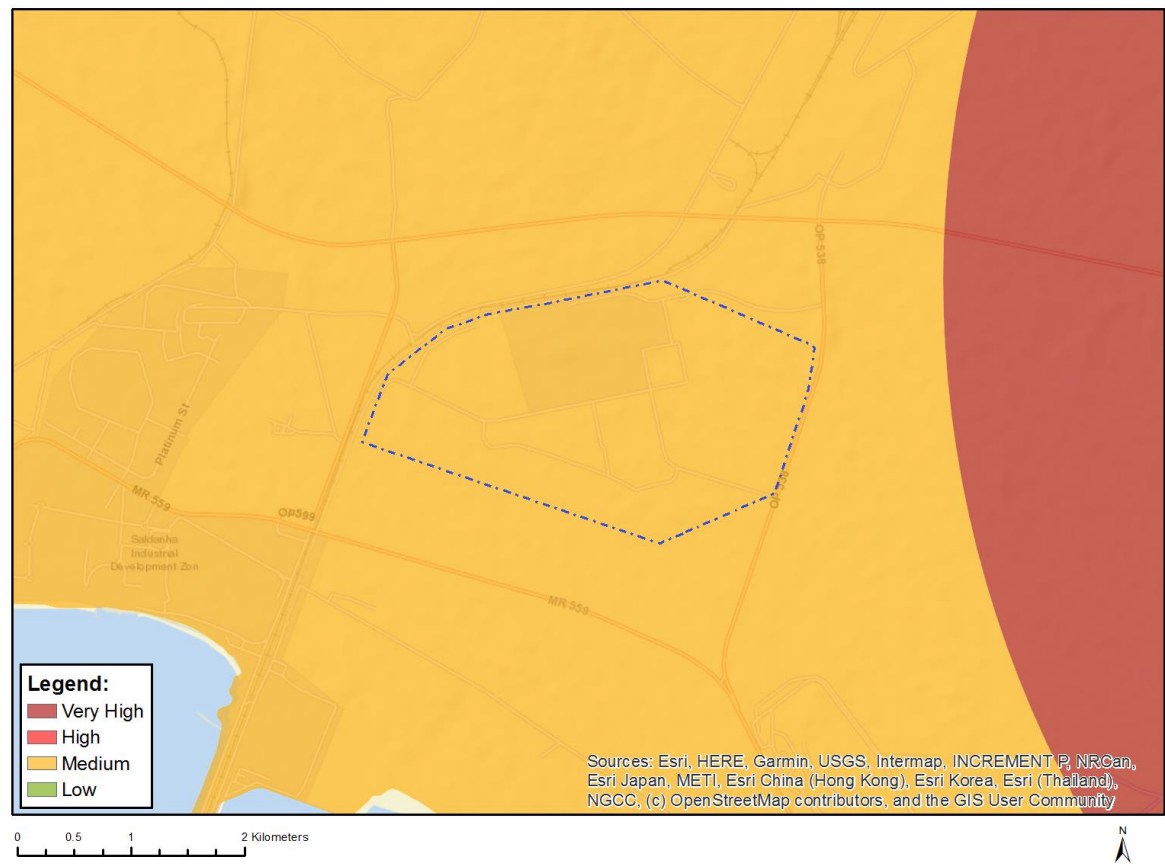 OP 538
Platinum St
MR 559
OP599
OP 538
Saldanha
Industrial
Development Zon
MR 559
Legend:
Very High
High
Medium
Low
Sources: Esri, HERE, Garmin, USGS, Intermap, INCREMENT P, NRCan,
Esri Japan, METI, Esri China (Hong Kong), Esri Korea, Esri (Thailand),
NGCC, (c) OpenStreetMap contributors, and the GIS User Community
0 0.5 1 2 Kilometers
N